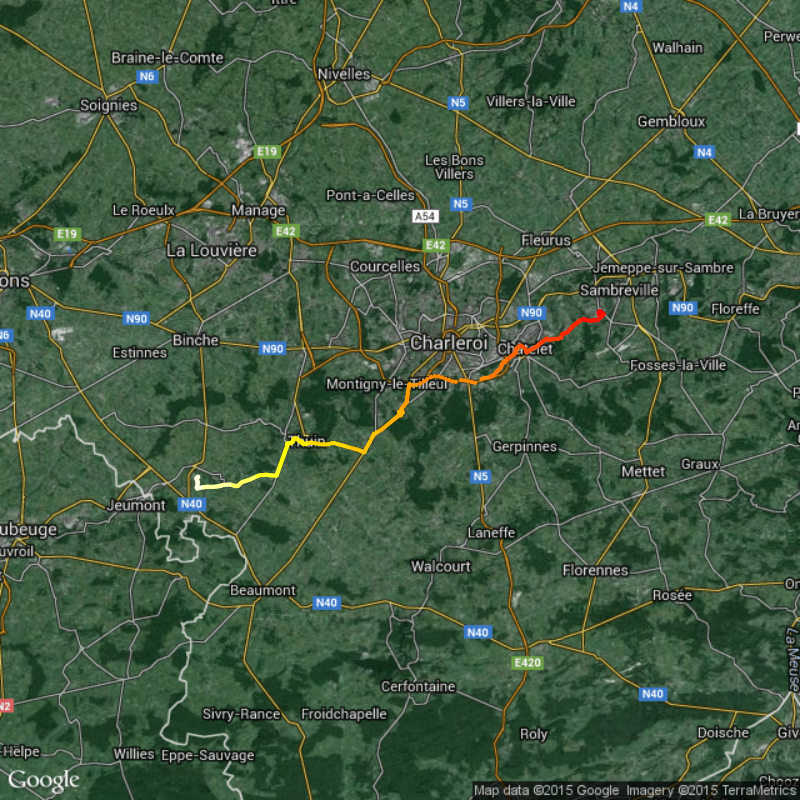 Ittre
N4
Walhain
Perwe
Braine-le-Comte
N6
Nivelles
Soignies
N5
Villers-la-Ville
Gembloux
E19
Les Bons
Villers
N4
Pont-a-Celles
Le Roeulx
Manage
N5
A54
E42
La Bruyer
E19
E42
La Louvière
E42
Fleurus
Courcelles
Jemeppe-sur-Sambre
ons
Sambreville
N40
N90
N90
N90
Floreffe
N6
Binche
Charleroi
Estinnes
N90
Châtelet
Fosses-la-Ville
Montigny-le-Tilleul
Thuin
Gerpinnes
N5
Mettet
Graux
Jeumont
N40
ubeuge
uvroil
Laneffe
Walcourt
Florennes
Beaumont
N40
Rosée
On
N40
E420
La Meuse
Cerfontaine
N40
N2
Sivry-Rance
Froidchapelle
Roly
Doische
Give
-Helpe
Willies
Eppe-Sauvage
Chooz
Google
Map data ©2015 Google Imagery ©2015 TerraMetrics